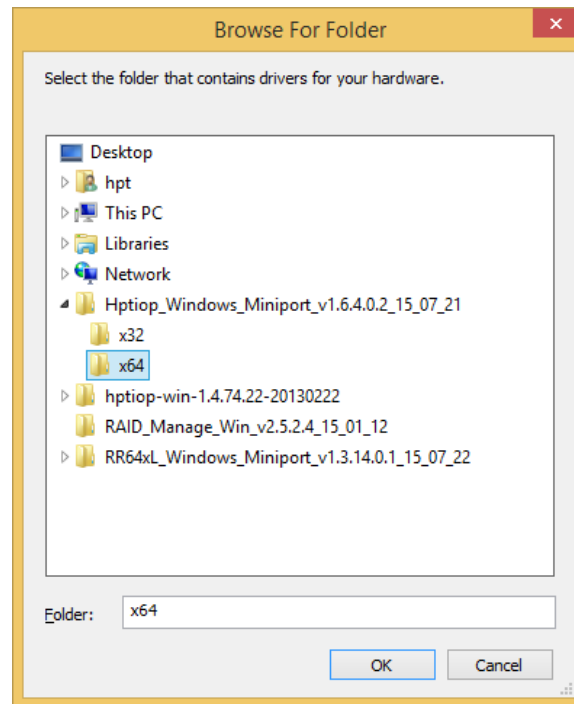 Browse For Folder
Select the folder that contains drivers for your hardware.
Desktop
hpt
This PC
Libraries
Network
Hptiop_Windows_Miniport_v1.6.4.0.2_15_07_21
x32
x64
hptiop-win-1.4.74.22-20130222
RAID_Manage_Win_v2.5.2.4_15_01_12
RR64xL_Windows_Miniport_v1.3.14.0.1_15_07_22
Folder: x64
OK Cancel